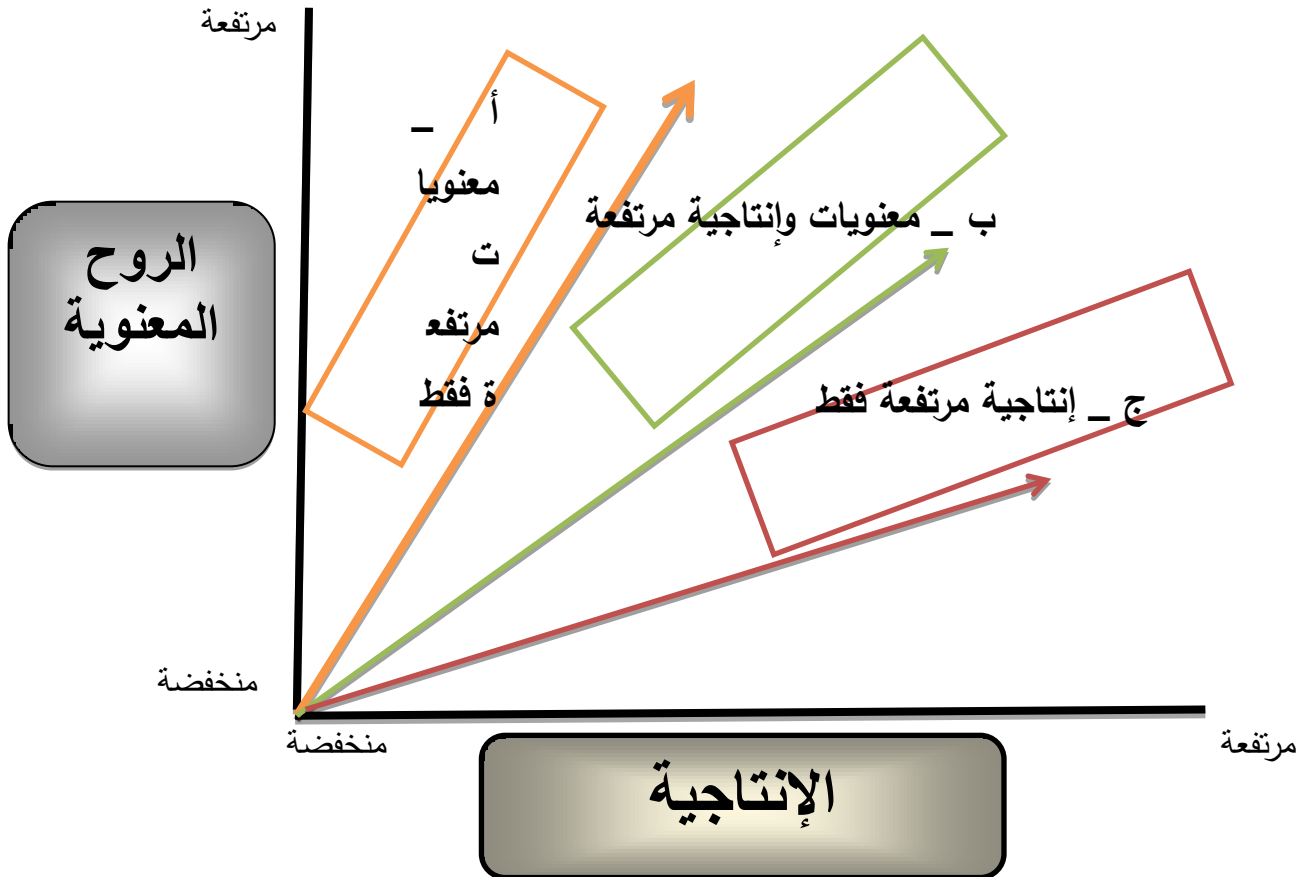 مرتفعة
أ _
معنويا
ت
مرتفع
ة فقط
ب _ معنويات وإنتاجية مرتفعة
الروح
المعنوية
ج _ إنتاجية مرتفعة فقط
منخفضة
منخفضة
مرتفعة
الإنتاجية